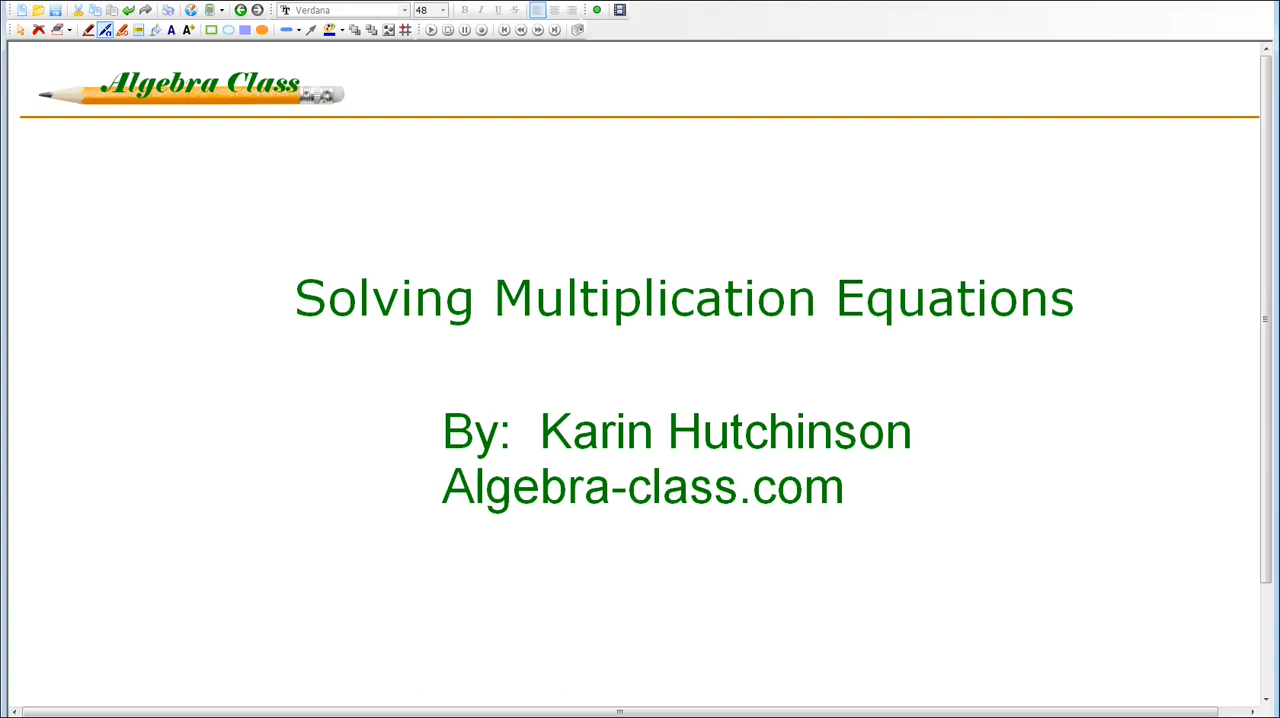 Verdana
48
Algebra Class
Solving Multiplication Equations
By: Karin Hutchinson
Algebra-class.com